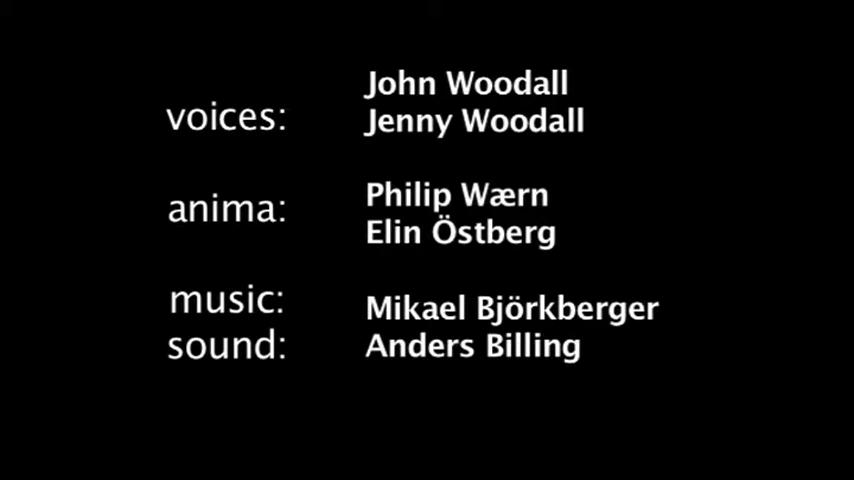 John Woodall
voices:
Jenny Woodall
Philip Wærn
anima:
Elin Östberg
music:
Mikael Björkberger
sound:
Anders Billing